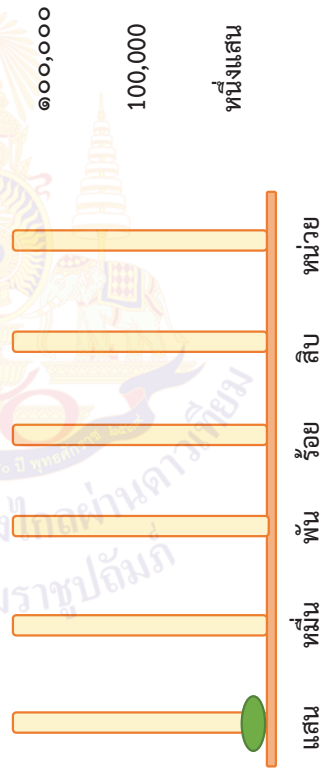 ๑๐๐,๐๐๐
100,000
หนึ่งแสน
แสน หมื่น พัน ร้อย สิบ หน่วย